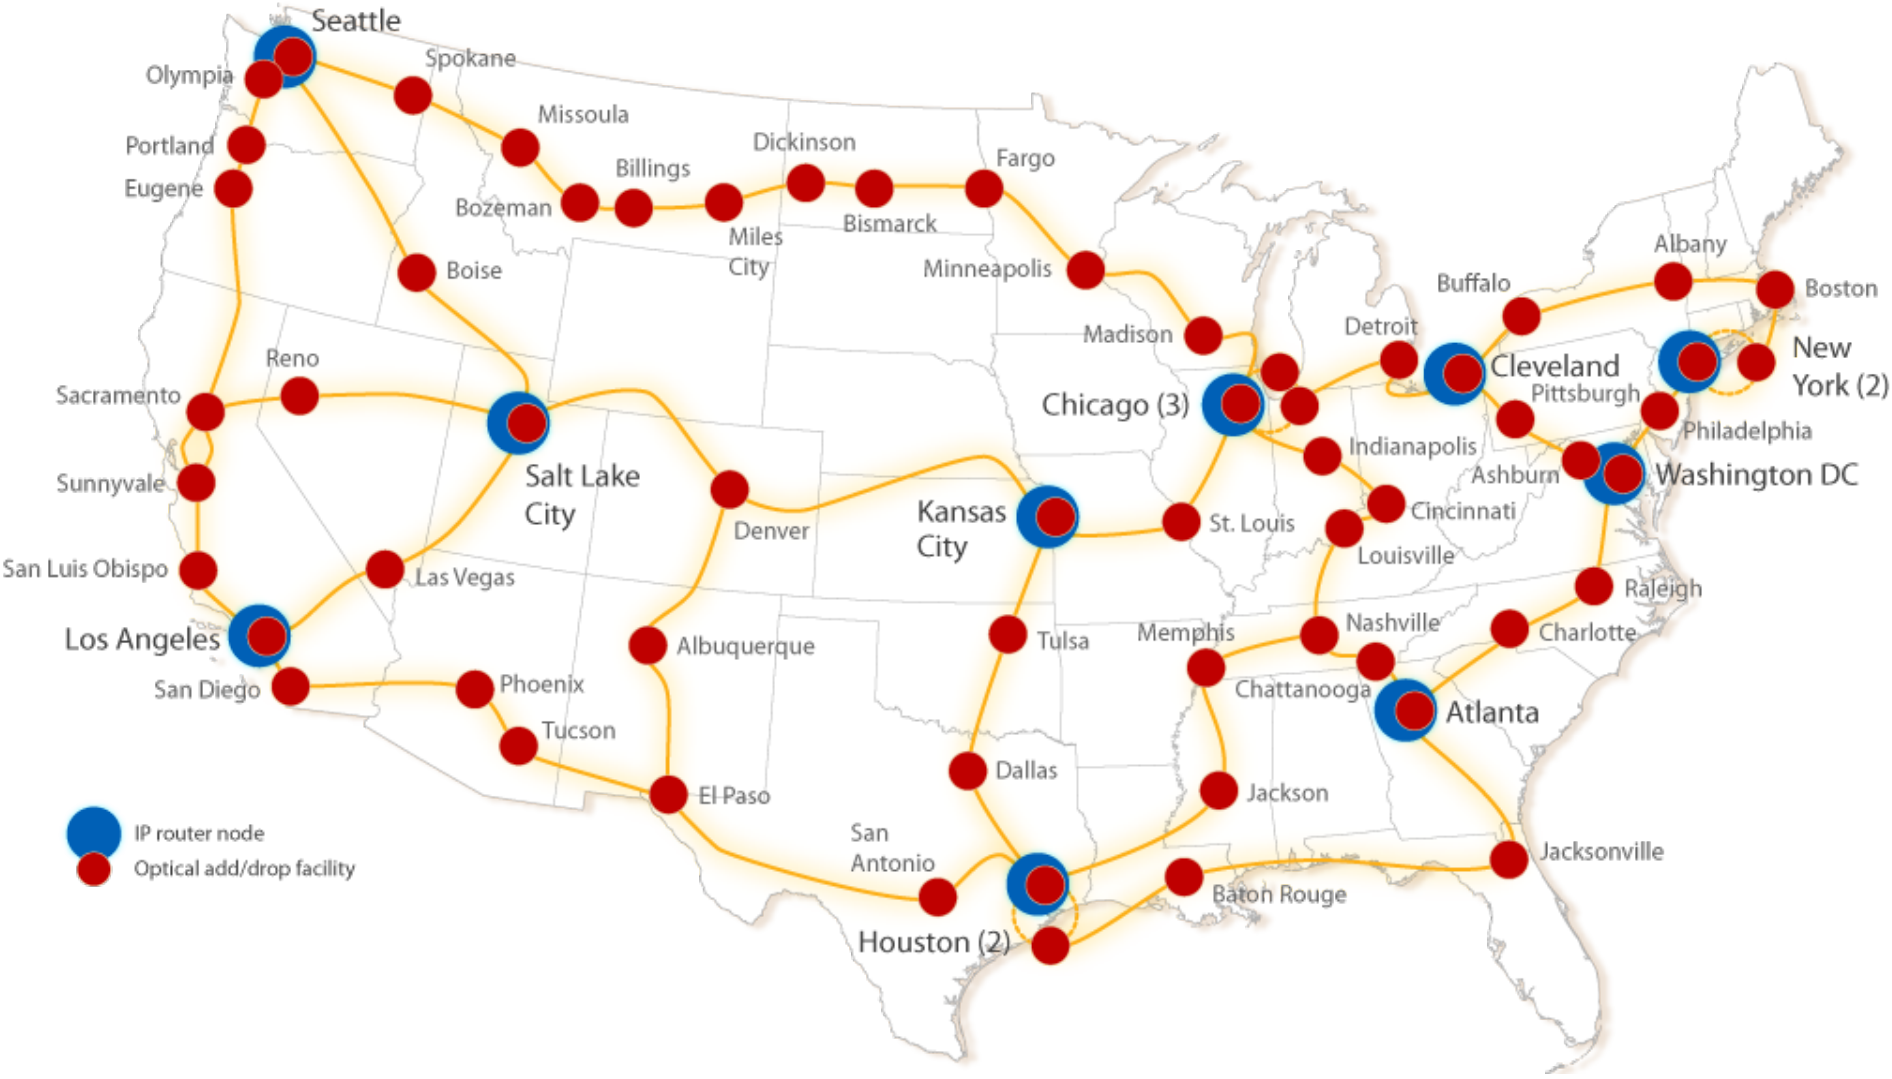 Seattle
Spokane
Olympia
Missoula
Portland
Dickinson
Fargo
Billings
Eugene
Bozeman
Bismarck
Miles
City
Albany
Boise
Minneapolis
Buffalo
Boston
Madison
Detroit
Reno
Cleveland
New
York (2)
Sacramento
Pittsburgh
Chicago (3)
Philadelphia
Indianapolis
Salt Lake
City
Sunnyvale
Ashburn
Washington DC
Kansas
City
Denver
St. Louis
Cincinnati
Louisville
San Luis Obispo
Las Vegas
Raleigh
Los Angeles
Albuquerque
Tulsa
Memphis
Nashville
Charlotte
San Diego
Phoenix
Chattanooga
Tucson
Atlanta
Dallas
El Paso
Jackson
IP router node
Optical add/drop facility
San
Antonio
Jacksonville
Baton Rouge
Houston (2)